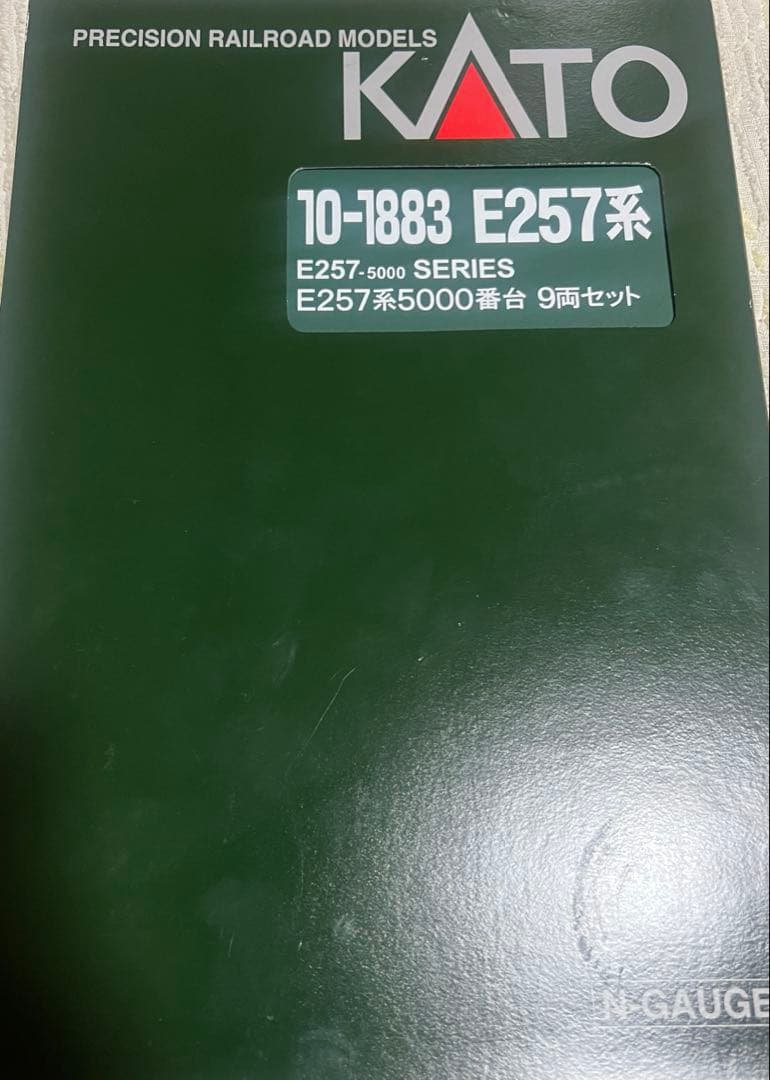 PRECISION RAILROAD MODELS
KATO
10-1883 E257系
E257-5000 SERIES
E257系5000番台 9両セット
N-GAUGE